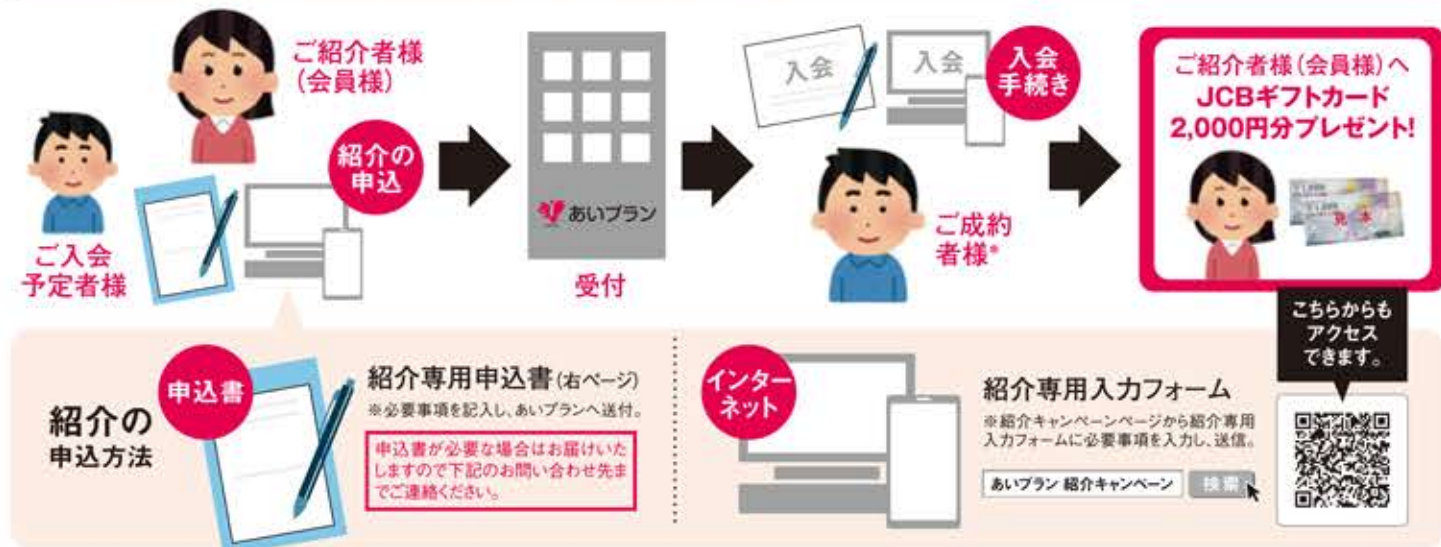 ご紹介者様
(会員様)
ご入会
予定者様
紹介の
申込
あいプラン
受付
入会
入会
入会
手続き
ご成約
者様*
ご紹介者様(会員様)へ
JCBギフトカード
2,000円分プレゼント!
見本
こちらからも
アクセス
できます。
紹介の
申込方法
申込書
紹介専用申込書(右ページ)
※必要事項を記入し、あいプランへ送付。
申込書が必要な場合はお届けいた
しますので下記のお問い合わせ先ま
でご連絡ください。
インター
ネット
紹介専用入力フォーム
※紹介キャンペーンページから紹介専用
入力フォームに必要事項を入力し、送信。
あいプラン 紹介キャンペーン
検索